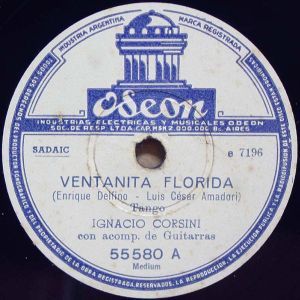 INDUSTRIA ARGENTINA
MARCA REGISTRADA
Odeon
INDUSTRIAS ELECTRICAS Y MUSICALES ODEON
SOC. DE RESP. LTDA. CAP. M$N. 2.000.000 BS. AIRES
SADAIC
e 7196
VENTANITA FLORIDA
(Enrique Delfino - Luis César Amadori)
Tango
IGNACIO CORSINI
con acomp. de Guitarras
55580 A
Medium